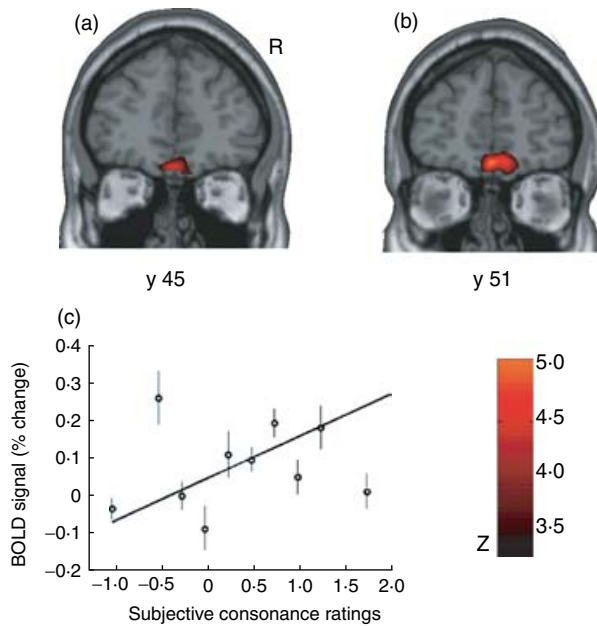 (a)
R
(b)
y 45
y 51
(c)
BOLD signal (% change)
0·4
0·3
0·2
0·1
0
−0·1
−0·2
−1·0 −0·5 0 0·5 1·0 1·5 2·0
Subjective consonance ratings
5·0
4·0
3·5
Z